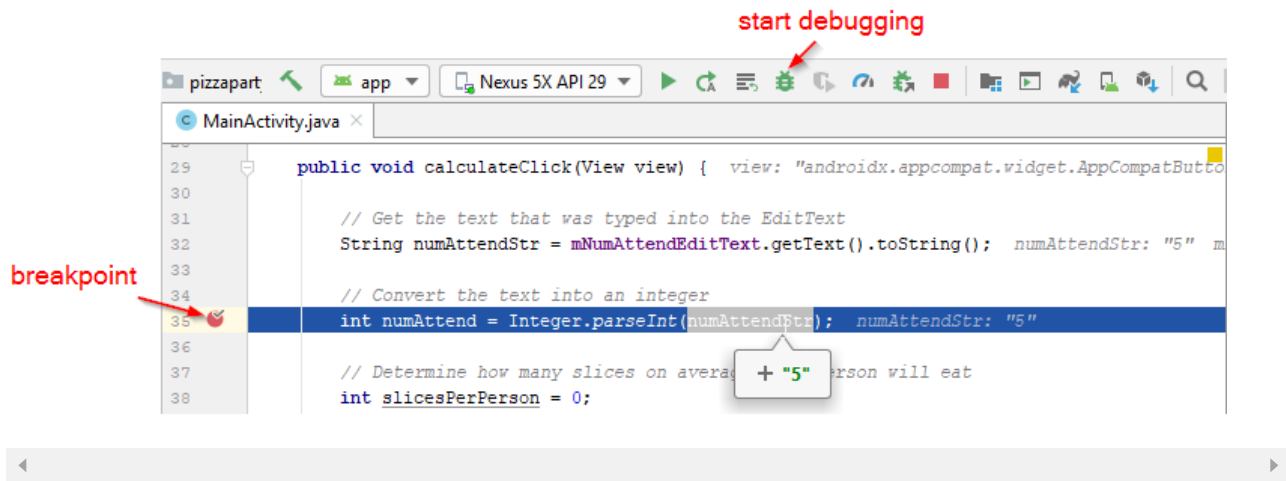 start debugging
pizzapart app Nexus 5X API 29
MainActivity.java
29 public void calculateClick(View view) { view: "androidx.appcompat.widget.AppCompatButto
30
31 // Get the text that was typed into the EditText
32 String numAttendStr = mNumAttendEditText.getText().toString(); numAttendStr: "5" m
33
breakpoint
34 // Convert the text into an integer
35 int numAttend = Integer.parseInt(numAttendStr); numAttendStr: "5"
36
37 // Determine how many slices on avera + "5" erson will eat
38 int slicesPerPerson = 0;